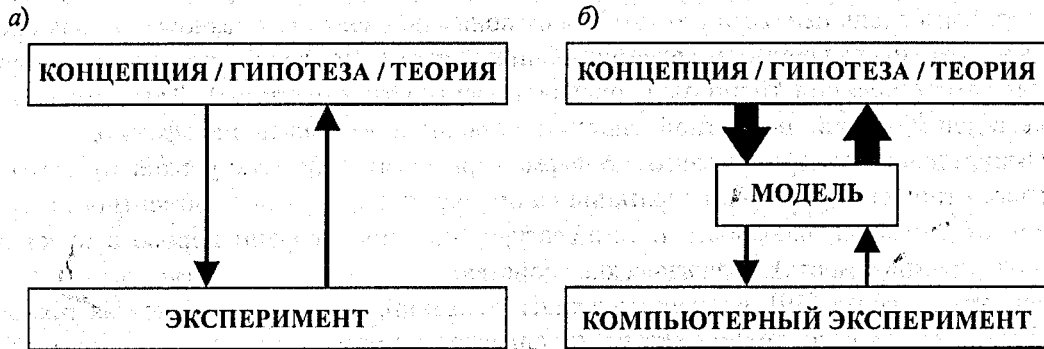 а)
КОНЦЕПЦИЯ / ГИПОТЕЗА / ТЕОРИЯ
ЭКСПЕРИМЕНТ
б)
КОНЦЕПЦИЯ / ГИПОТЕЗА / ТЕОРИЯ
МОДЕЛЬ
КОМПЬЮТЕРНЫЙ ЭКСПЕРИМЕНТ